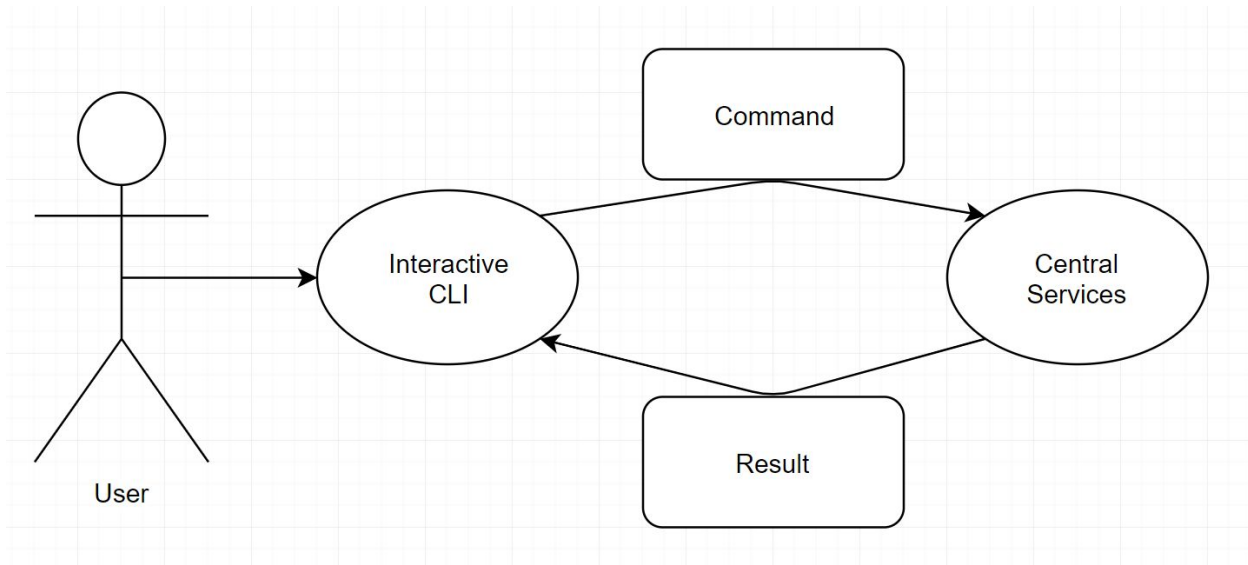 Command
Interactive
CLI
Central
Services
Result
User